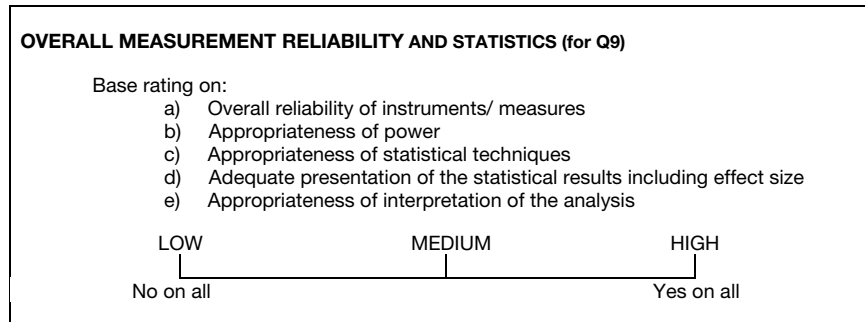 OVERALL MEASUREMENT RELIABILITY AND STATISTICS (for Q9)
Base rating on:
a) Overall reliability of instruments/ measures
b) Appropriateness of power
c) Appropriateness of statistical techniques
d) Adequate presentation of the statistical results including effect size
e) Appropriateness of interpretation of the analysis
LOW MEDIUM HIGH
No on all Yes on all